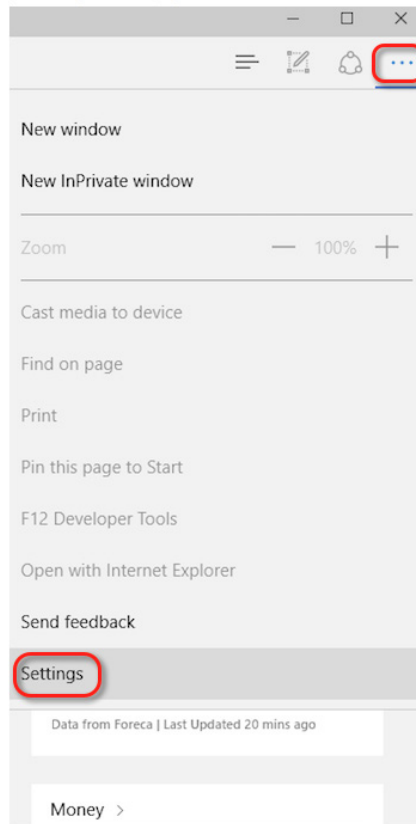 New window
New InPrivate window
Zoom — 100% +
Cast media to device
Find on page
Print
Pin this page to Start
F12 Developer Tools
Open with Internet Explorer
Send feedback
Settings
Data from Foreca | Last Updated 20 mins ago
Money >